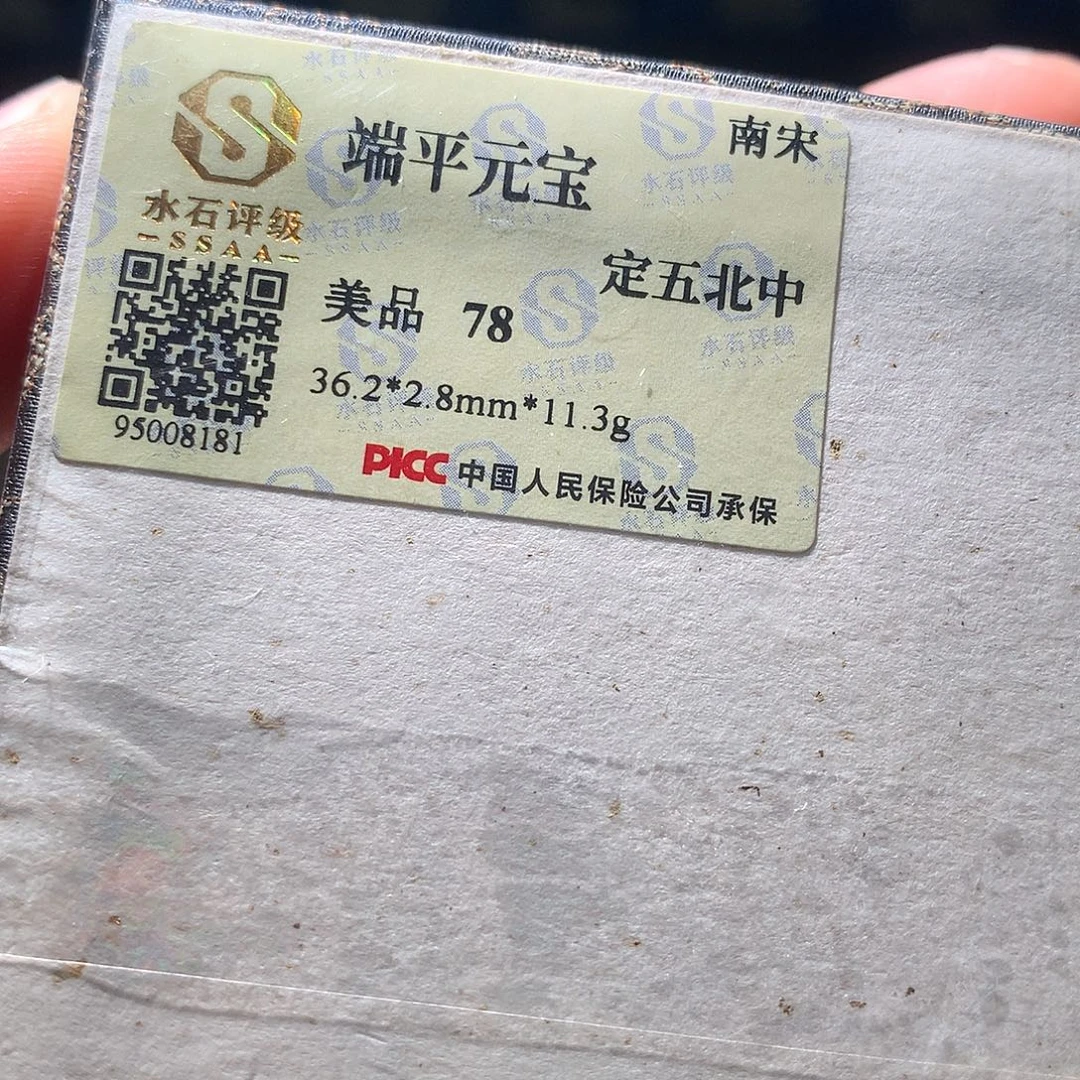 端平元宝
南宋
水石评级
-SSAA-
定五北中
美品 78
36.2*2.8mm*11.3g
95008181
PICC 中国人民保险公司承保